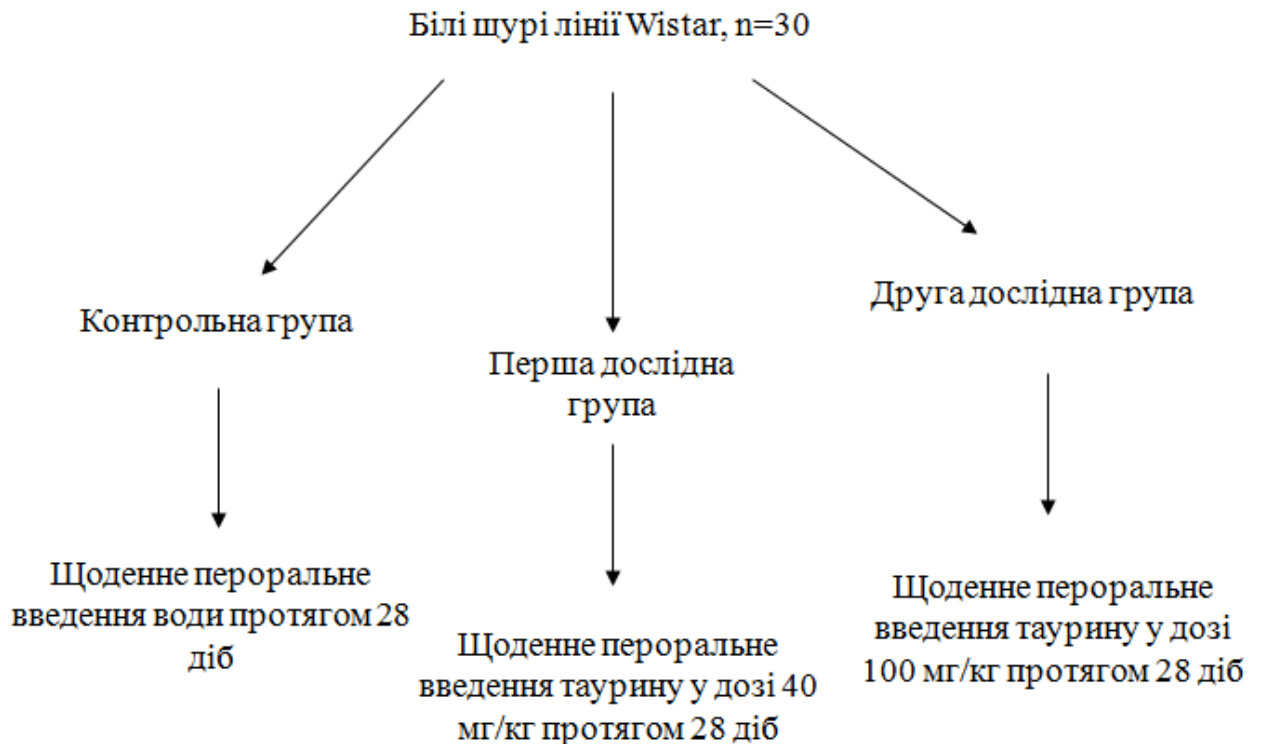 Білі щурі лінії Wistar, n=30
Контрольна група
Перша дослідна
група
Друга дослідна група
Щоденне пероральне
введення води протягом 28
діб
Щоденне пероральне
введення таурину у дозі 40
мг/кг протягом 28 діб
Щоденне пероральне
введення таурину у дозі
100 мг/кг протягом 28 діб